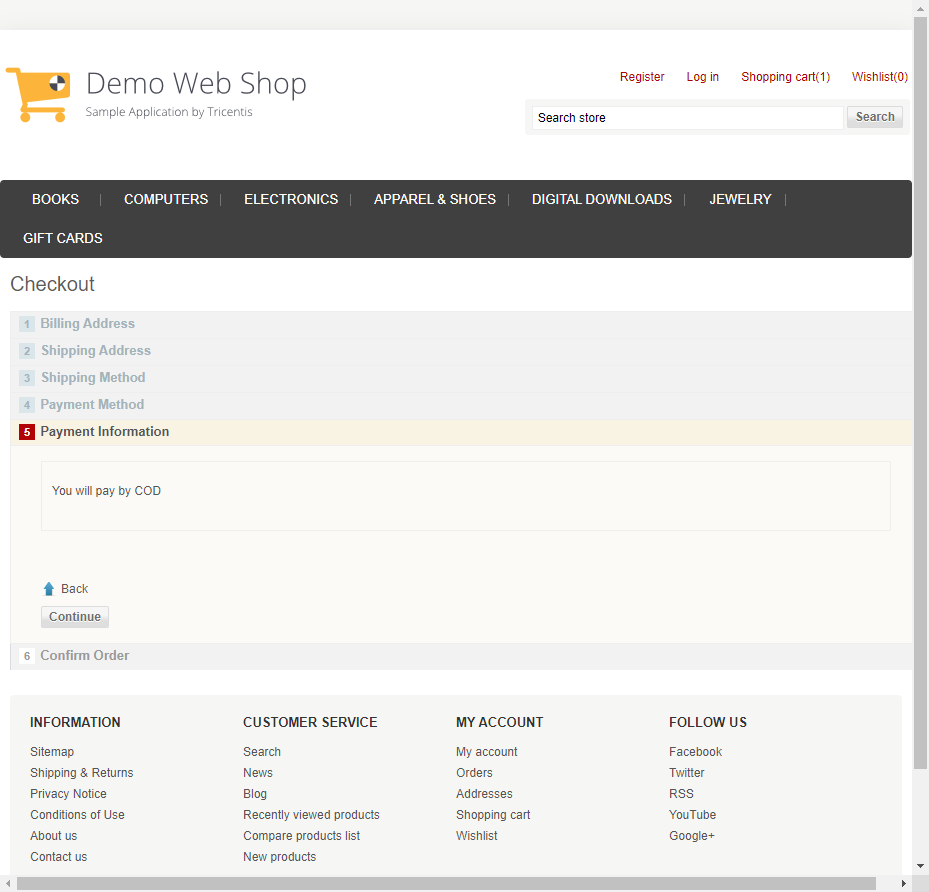 Demo Web Shop
Sample Application by Tricentis
Register Log in Shopping cart(1) Wishlist(0)
Search store Search
BOOKS COMPUTERS ELECTRONICS APPAREL & SHOES DIGITAL DOWNLOADS JEWELRY
GIFT CARDS
Checkout
1 Billing Address
2 Shipping Address
3 Shipping Method
4 Payment Method
5 Payment Information
You will pay by COD
Back
Continue
6 Confirm Order
INFORMATION
Sitemap
Shipping & Returns
Privacy Notice
Conditions of Use
About us
Contact us
CUSTOMER SERVICE
Search
News
Blog
Recently viewed products
Compare products list
New products
MY ACCOUNT
My account
Orders
Addresses
Shopping cart
Wishlist
FOLLOW US
Facebook
Twitter
RSS
YouTube
Google+